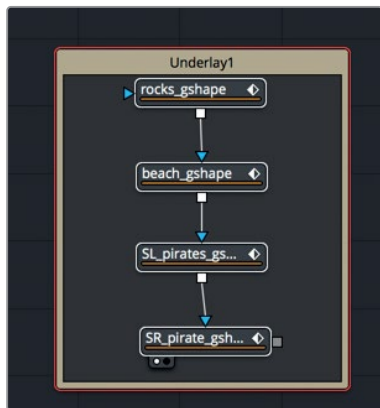 Underlay1
rocks_gshape
beach_gshape
SL_pirates_gs...
SR_pirate_gsh...